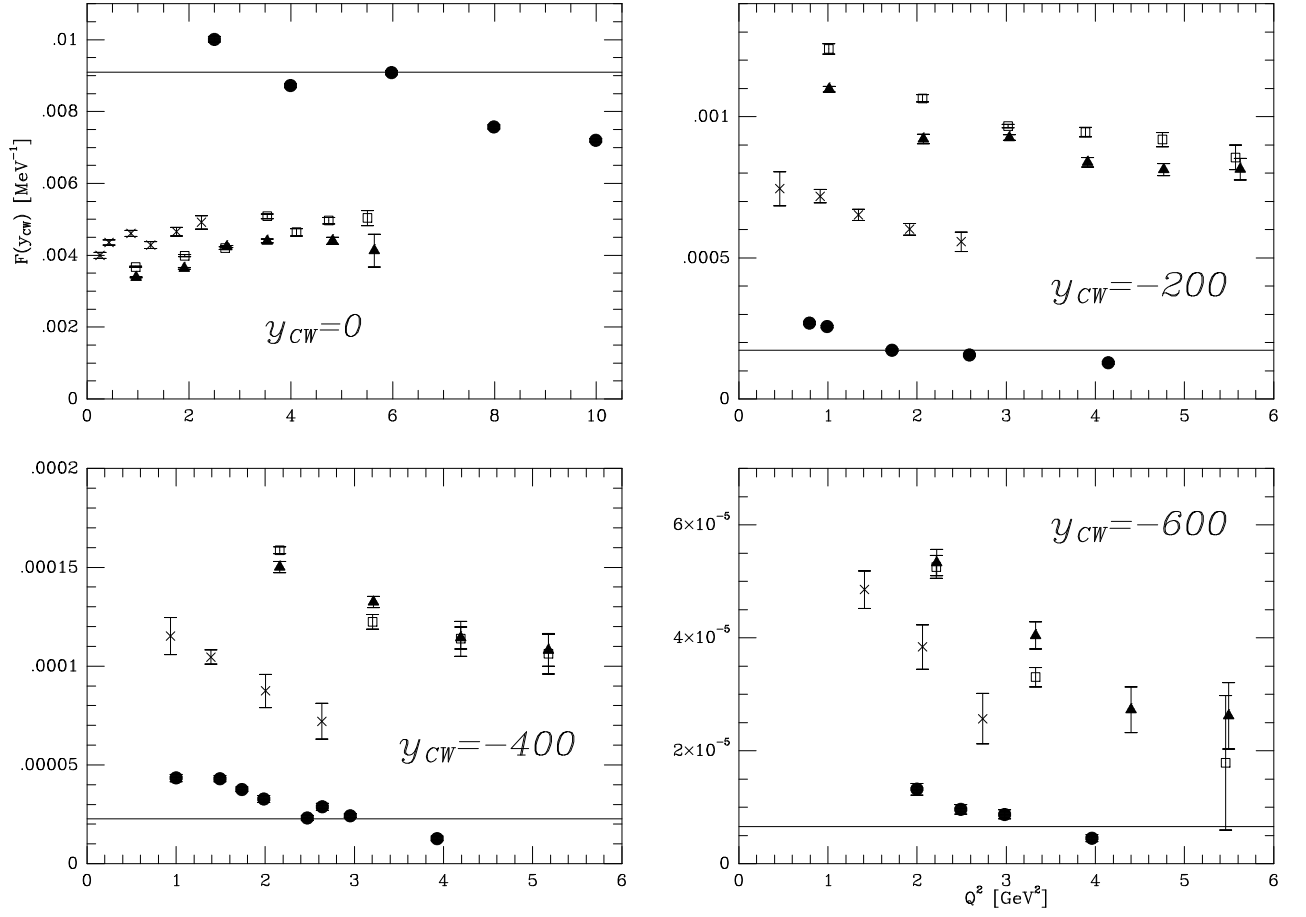 .01
.008
.006
.004
.002
0
F(y_CW) [MeV⁻¹]
y_CW=0
0 2 4 6 8 10
.001
.0005
0
y_CW=−200
0 1 2 3 4 5 6
.0002
.00015
.0001
.00005
0
y_CW=−400
0 1 2 3 4 5 6
6×10⁻⁵
4×10⁻⁵
2×10⁻⁵
0
y_CW=−600
0 1 2 3 4 5 6
Q² [GeV²]